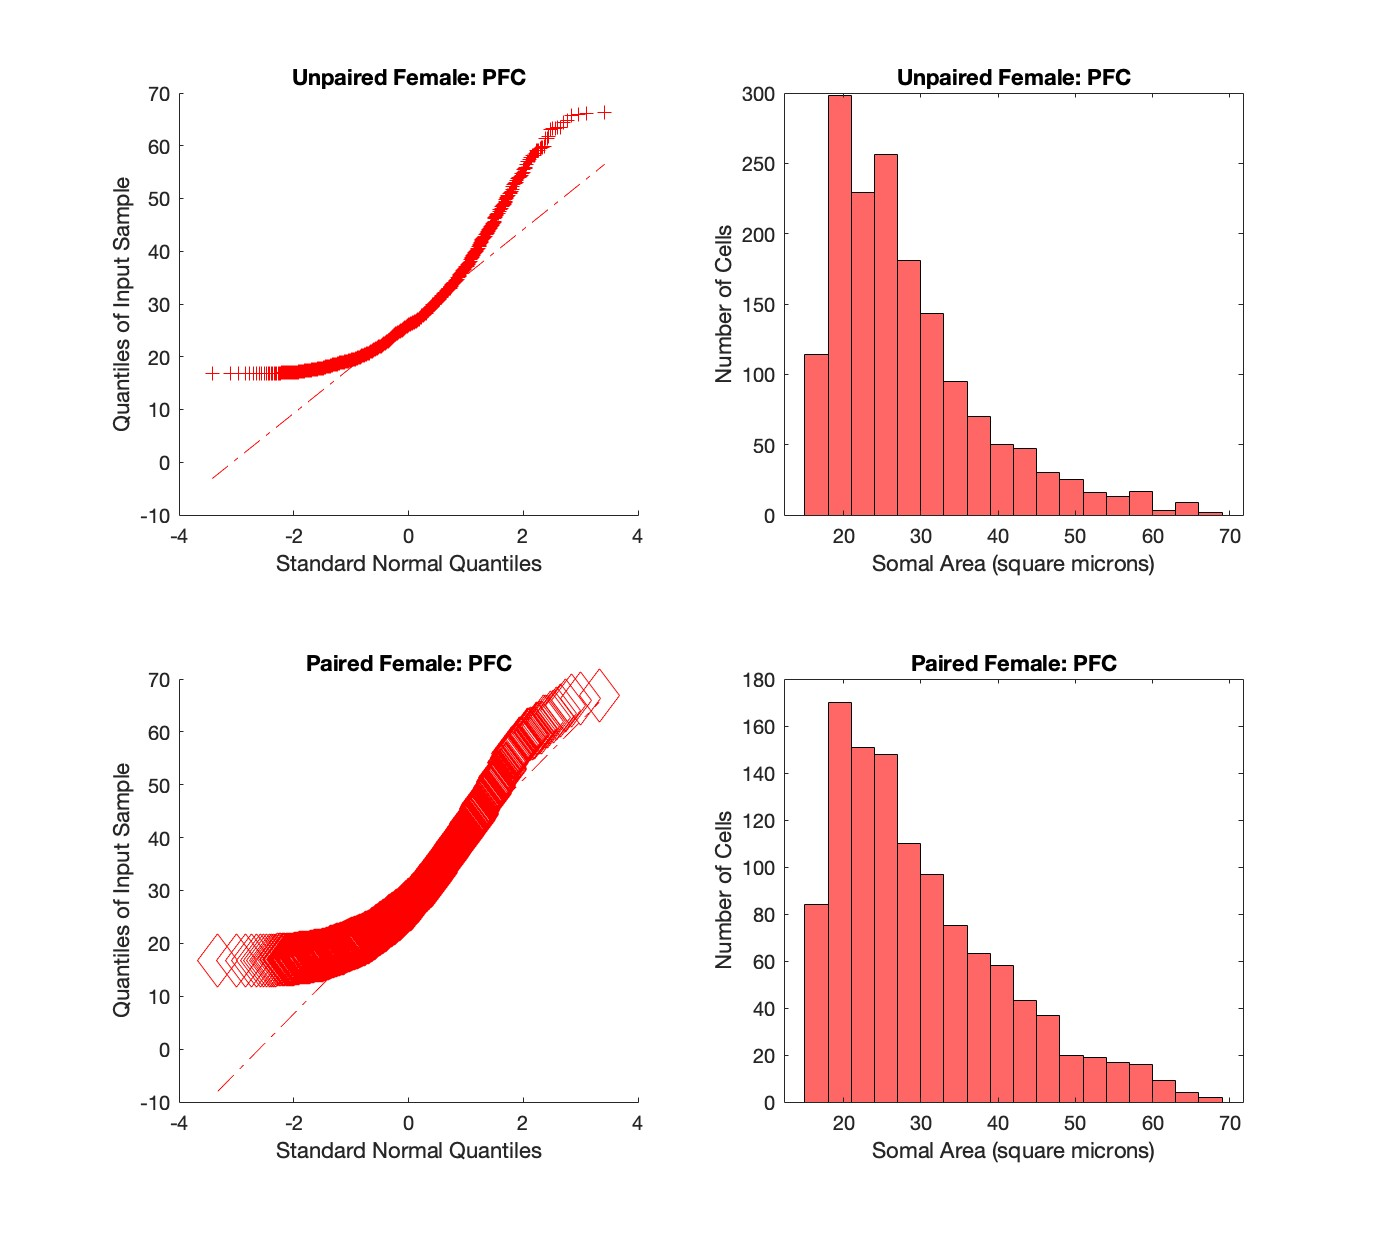 Unpaired Female: PFC
Quantiles of Input Sample
70
60
50
40
30
20
10
0
-10
-4 -2 0 2 4
Standard Normal Quantiles
Unpaired Female: PFC
Number of Cells
300
250
200
150
100
50
0
20 30 40 50 60 70
Somal Area (square microns)
Paired Female: PFC
Quantiles of Input Sample
70
60
50
40
30
20
10
0
-10
-4 -2 0 2 4
Standard Normal Quantiles
Paired Female: PFC
Number of Cells
180
160
140
120
100
80
60
40
20
0
20 30 40 50 60 70
Somal Area (square microns)